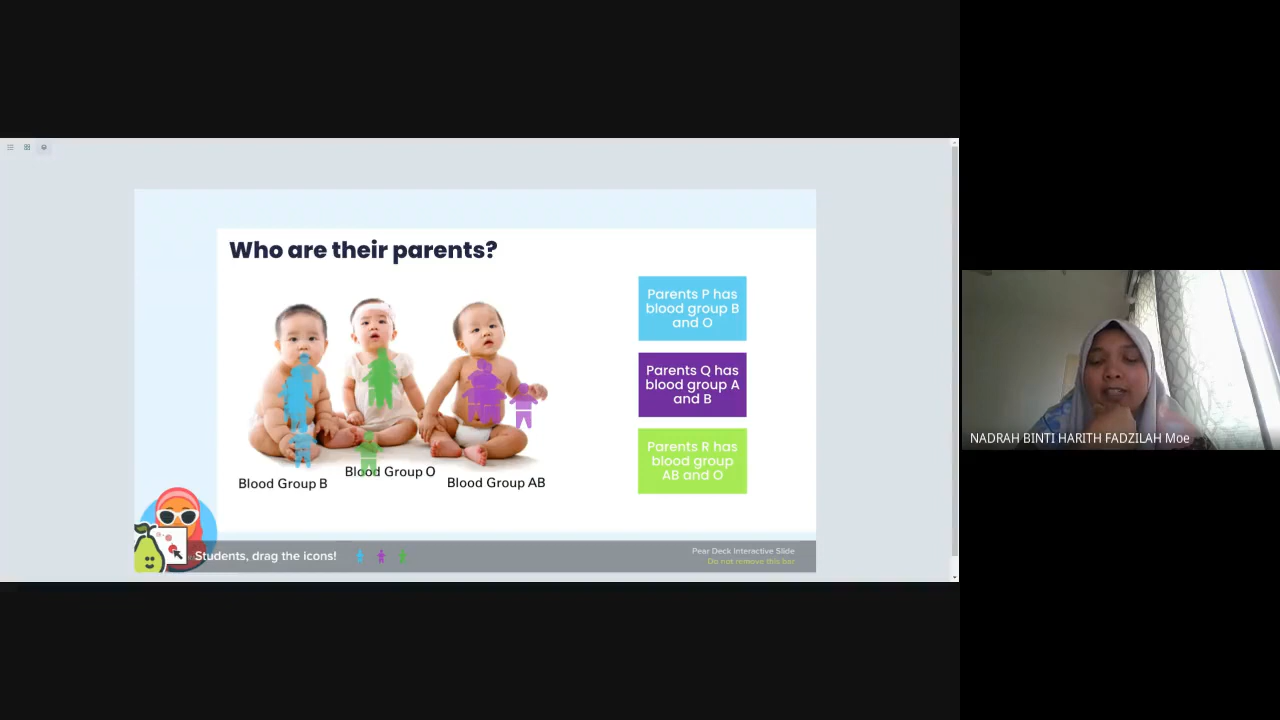 Who are their parents?
Parents P has
blood group B
and O
Parents Q has
blood group A
and B
Parents R has
blood group
AB and O
Blood Group B
Blood Group O
Blood Group AB
Students, drag the icons!
Pear Deck Interactive Slide
Do not remove this bar
NADRAH BINTI HARITH FADZILAH Moe